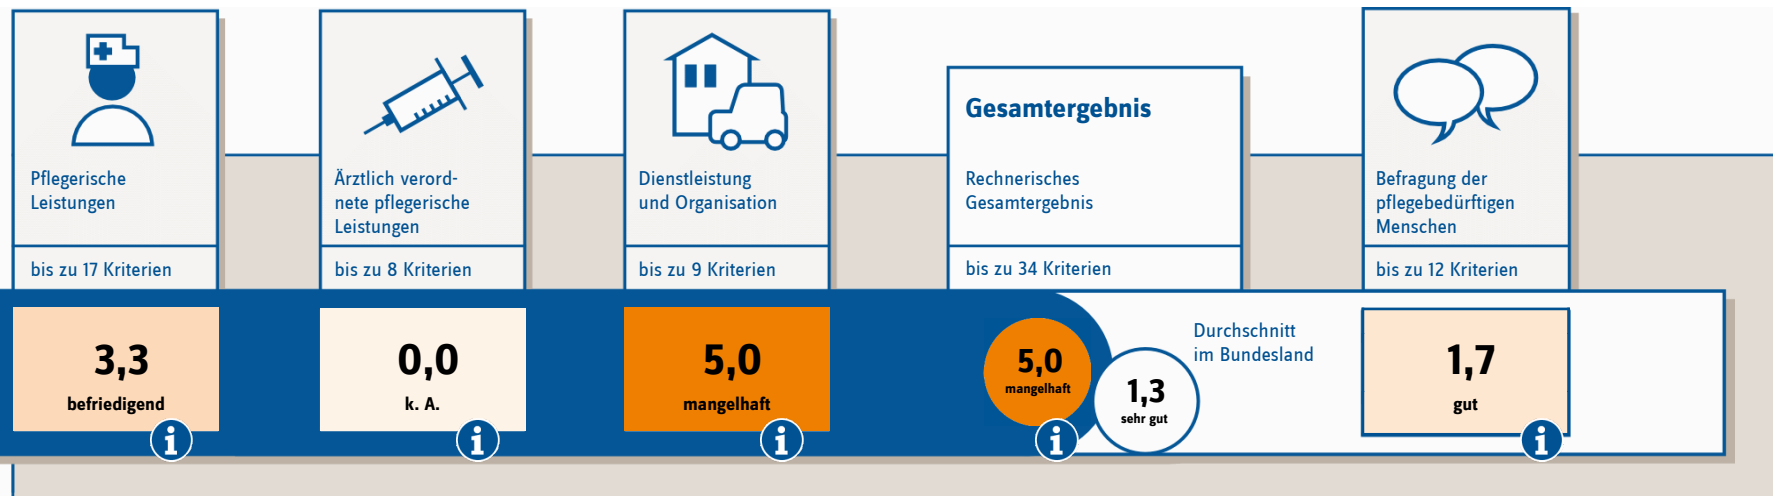 Pflegerische
Leistungen
bis zu 17 Kriterien
3,3
befriedigend
i
Ärztlich verord-
nete pflegerische
Leistungen
bis zu 8 Kriterien
0,0
k. A.
i
Dienstleistung
und Organisation
bis zu 9 Kriterien
5,0
mangelhaft
i
Gesamtergebnis
Rechnerisches
Gesamtergebnis
bis zu 34 Kriterien
5,0
mangelhaft
i
1,3
sehr gut
Durchschnitt
im Bundesland
Befragung der
pflegebedürftigen
Menschen
bis zu 12 Kriterien
1,7
gut
i